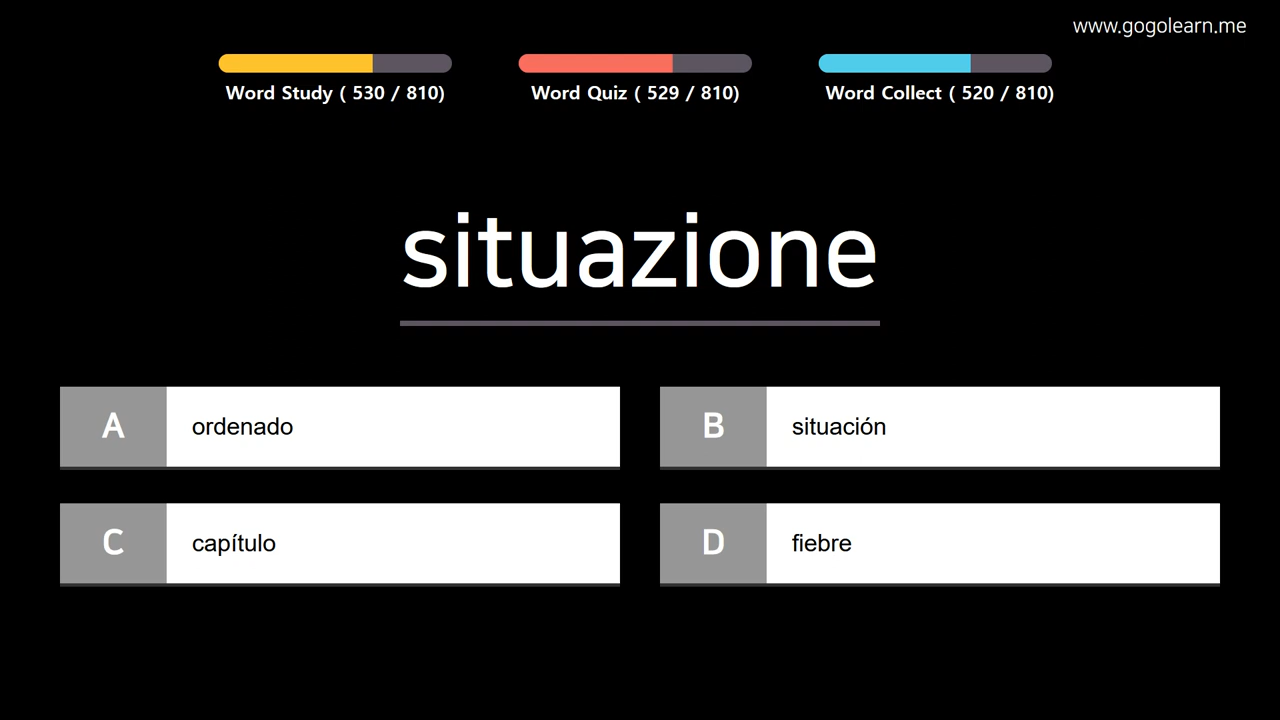 www.gogolearn.me
Word Study ( 530 / 810)
Word Quiz ( 529 / 810)
Word Collect ( 520 / 810)
situazione
A ordenado
B situación
C capítulo
D fiebre